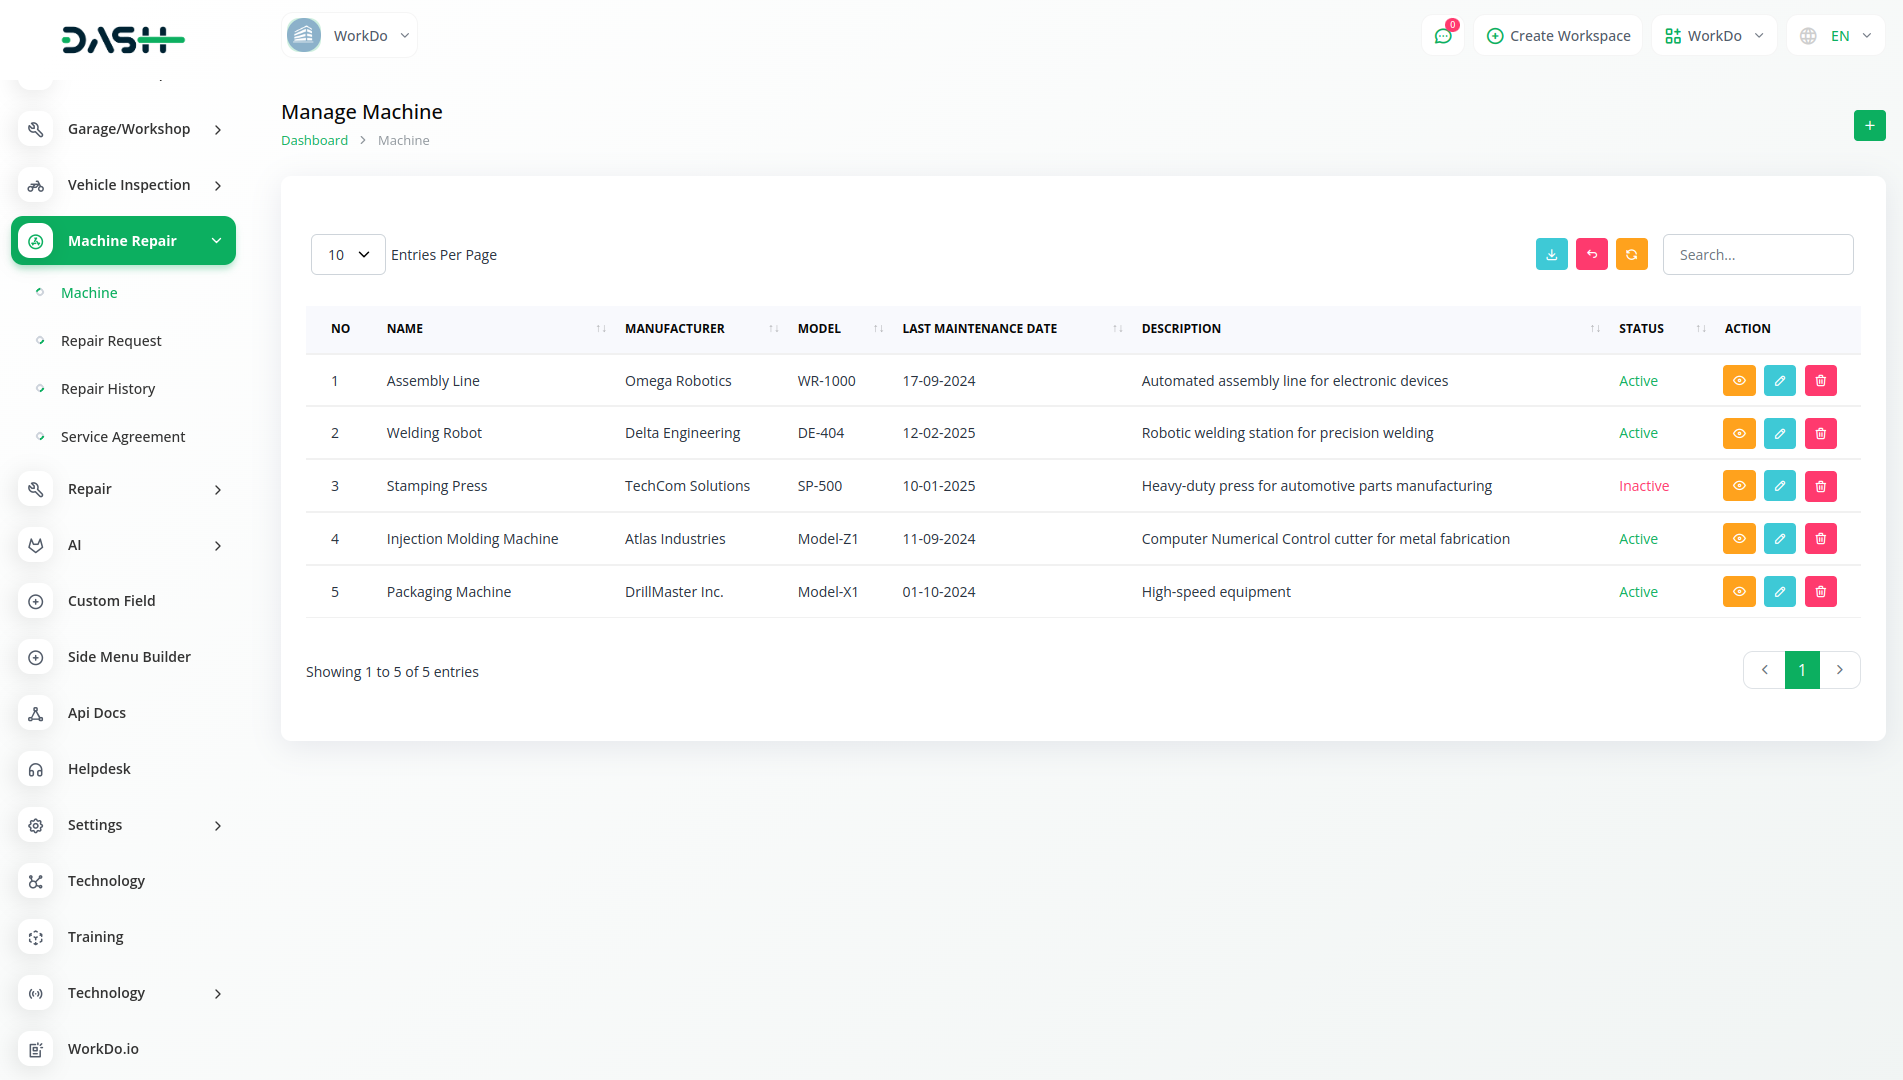 DASH
WorkDo
0
Create Workspace
WorkDo
EN
Garage/Workshop
Vehicle Inspection
Machine Repair
Machine
Repair Request
Repair History
Service Agreement
Repair
AI
Custom Field
Side Menu Builder
Api Docs
Helpdesk
Settings
Technology
Training
Technology
WorkDo.io
Manage Machine
Dashboard > Machine
+
10 Entries Per Page
Search...
NO NAME MANUFACTURER MODEL LAST MAINTENANCE DATE DESCRIPTION STATUS ACTION
1 Assembly Line Omega Robotics WR-1000 17-09-2024 Automated assembly line for electronic devices Active
2 Welding Robot Delta Engineering DE-404 12-02-2025 Robotic welding station for precision welding Active
3 Stamping Press TechCom Solutions SP-500 10-01-2025 Heavy-duty press for automotive parts manufacturing Inactive
4 Injection Molding Machine Atlas Industries Model-Z1 11-09-2024 Computer Numerical Control cutter for metal fabrication Active
5 Packaging Machine DrillMaster Inc. Model-X1 01-10-2024 High-speed equipment Active
Showing 1 to 5 of 5 entries
1